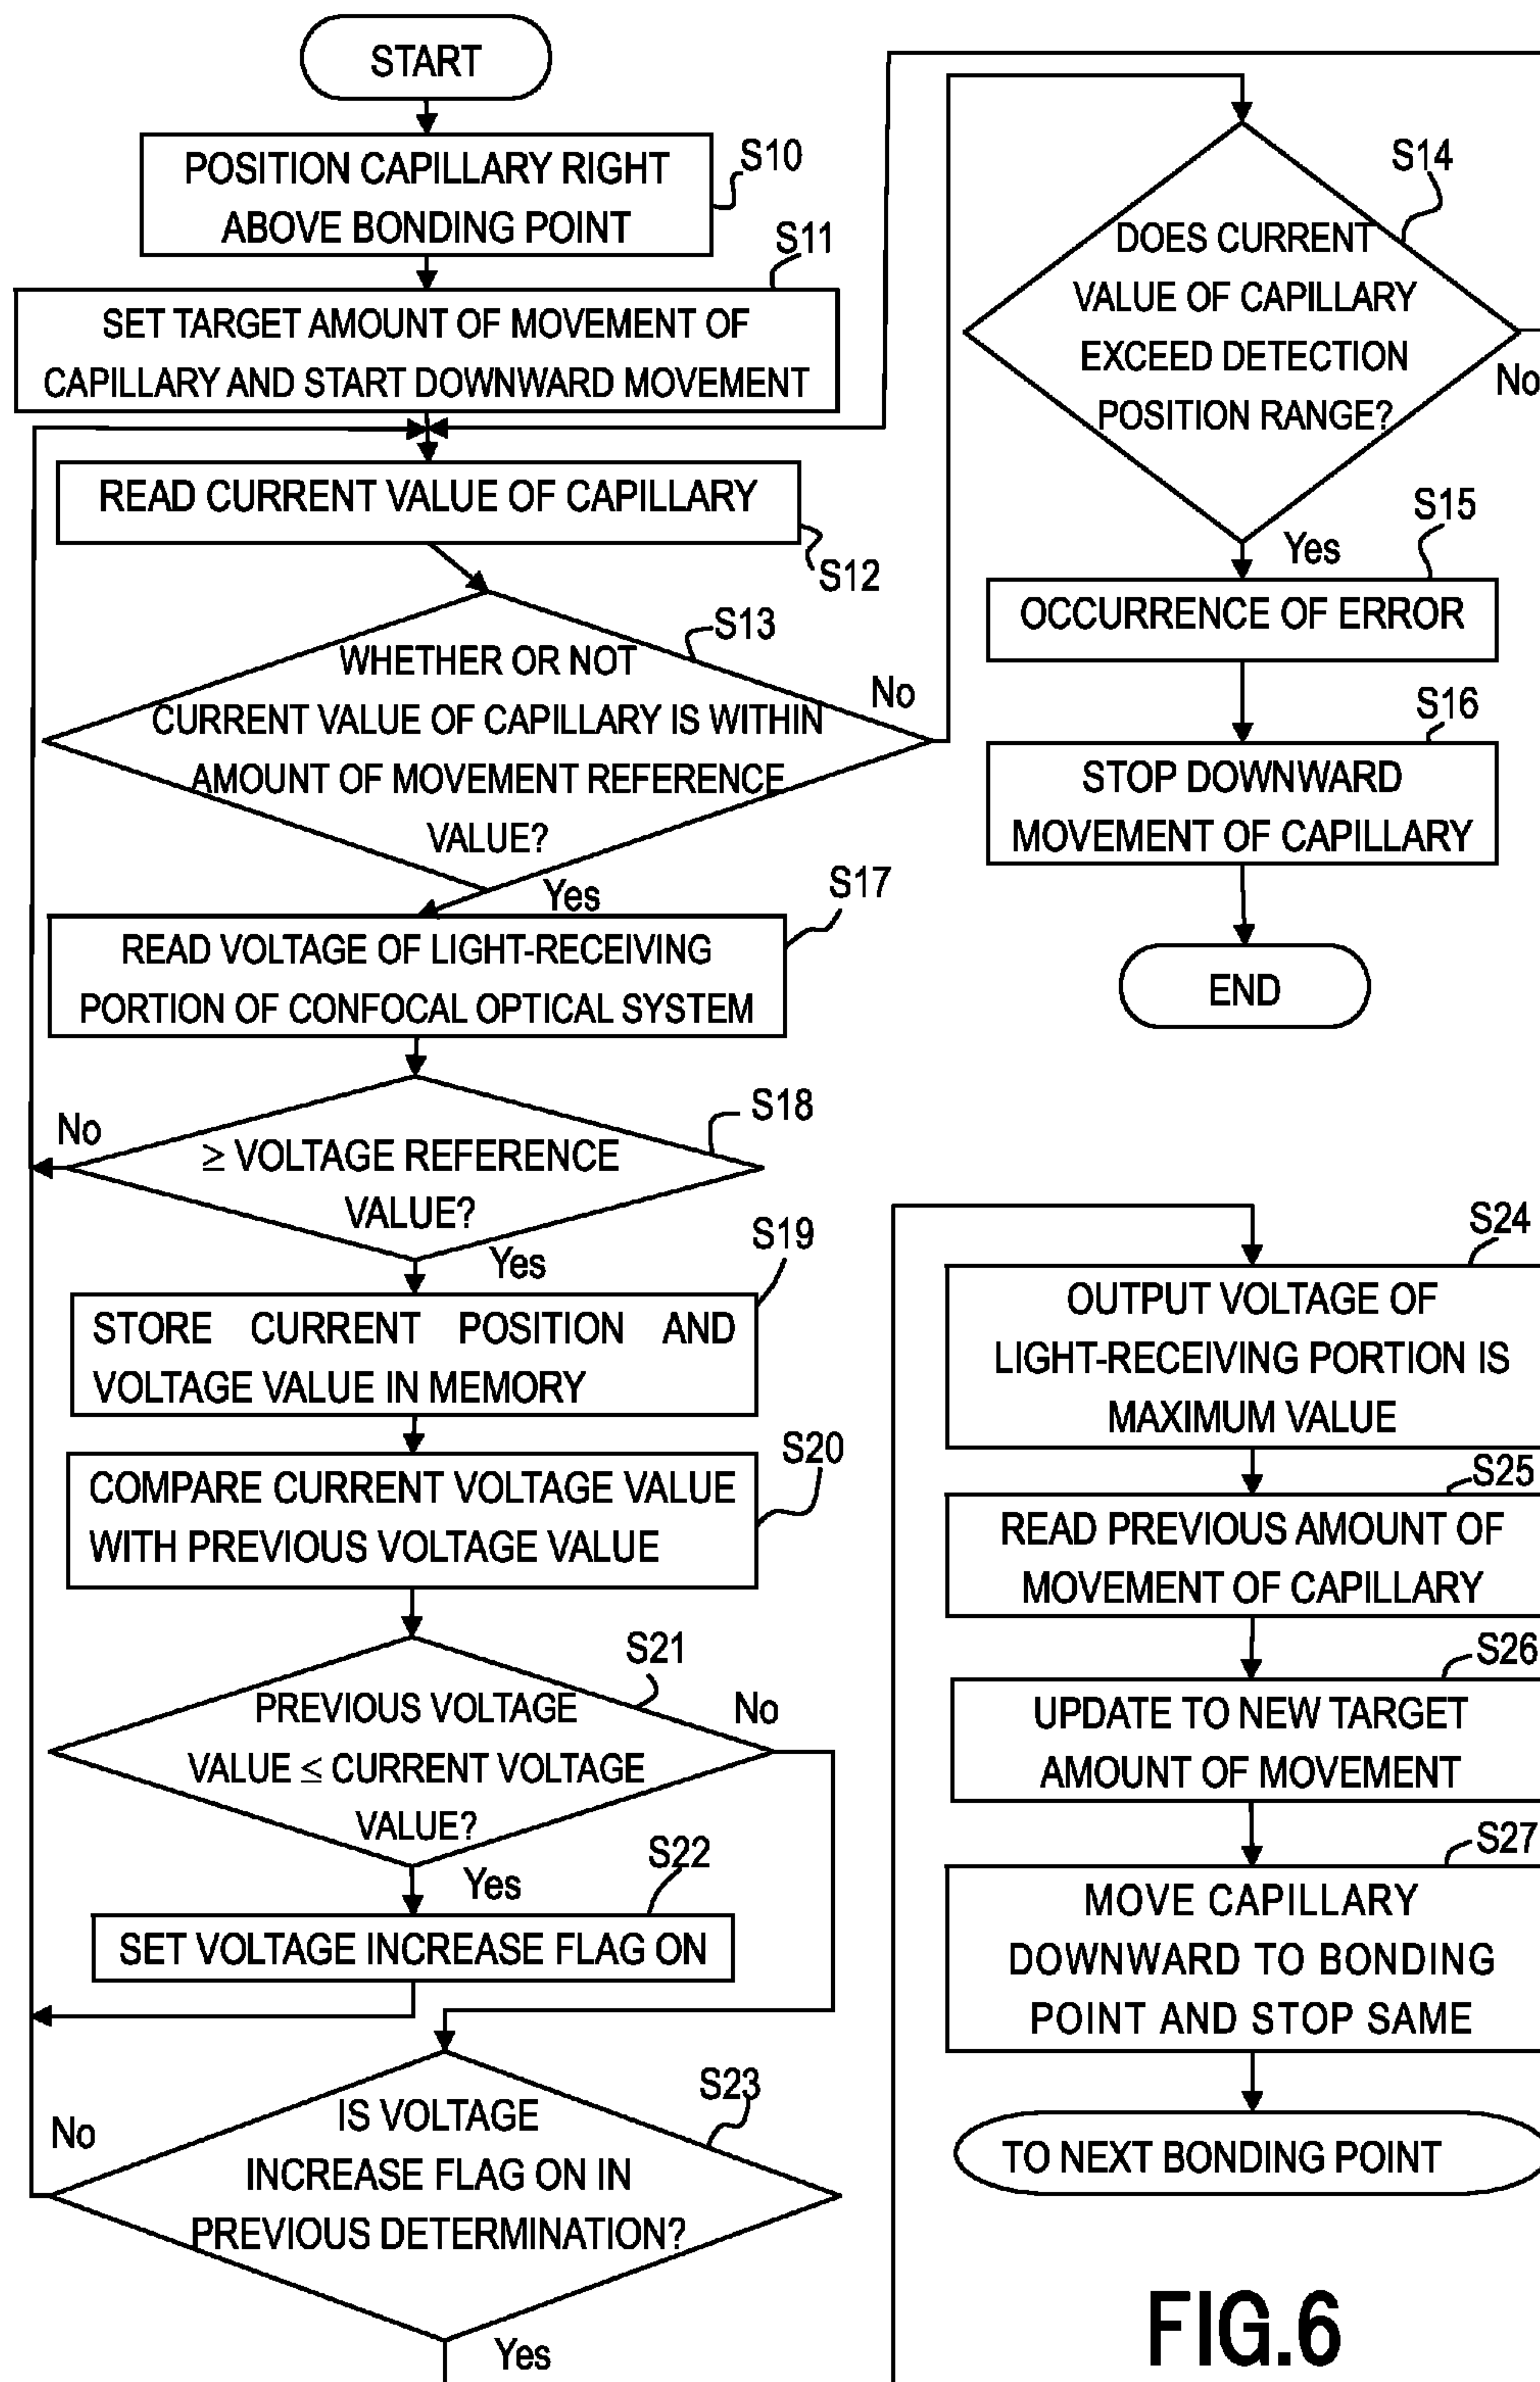 START
POSITION CAPILLARY RIGHT
ABOVE BONDING POINT
S10
S11
SET TARGET AMOUNT OF MOVEMENT OF
CAPILLARY AND START DOWNWARD MOVEMENT
READ CURRENT VALUE OF CAPILLARY
S12
S13
WHETHER OR NOT
CURRENT VALUE OF CAPILLARY IS WITHIN
AMOUNT OF MOVEMENT REFERENCE
VALUE?
No
Yes
S14
DOES CURRENT
VALUE OF CAPILLARY
EXCEED DETECTION
POSITION RANGE?
No
Yes
S15
OCCURRENCE OF ERROR
S16
STOP DOWNWARD
MOVEMENT OF CAPILLARY
END
S17
READ VOLTAGE OF LIGHT-RECEIVING
PORTION OF CONFOCAL OPTICAL SYSTEM
S18
≥ VOLTAGE REFERENCE
VALUE?
No
Yes
S19
STORE CURRENT POSITION AND
VOLTAGE VALUE IN MEMORY
S20
COMPARE CURRENT VOLTAGE VALUE
WITH PREVIOUS VOLTAGE VALUE
S21
PREVIOUS VOLTAGE
VALUE ≤ CURRENT VOLTAGE
VALUE?
No
Yes
S22
SET VOLTAGE INCREASE FLAG ON
S23
IS VOLTAGE
INCREASE FLAG ON IN
PREVIOUS DETERMINATION?
No
Yes
S24
OUTPUT VOLTAGE OF
LIGHT-RECEIVING PORTION IS
MAXIMUM VALUE
S25
READ PREVIOUS AMOUNT OF
MOVEMENT OF CAPILLARY
S26
UPDATE TO NEW TARGET
AMOUNT OF MOVEMENT
S27
MOVE CAPILLARY
DOWNWARD TO BONDING
POINT AND STOP SAME
TO NEXT BONDING POINT
FIG.6